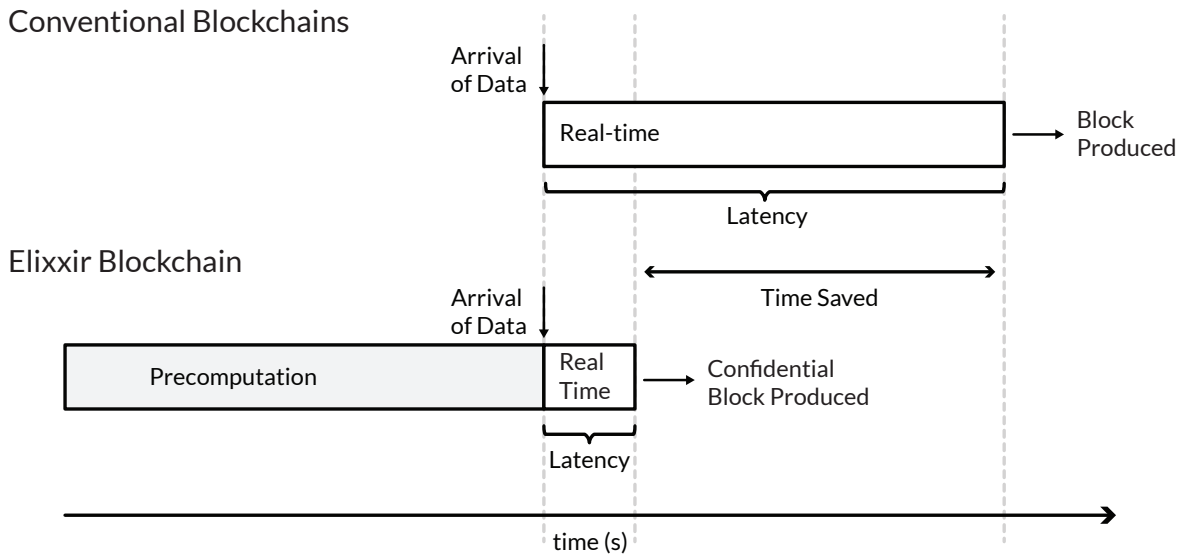 Conventional Blockchains
Arrival
of Data
Real-time
Block
Produced
Latency
Elixxir Blockchain
Time Saved
Arrival
of Data
Precomputation
Real
Time
Confidential
Block Produced
Latency
time (s)